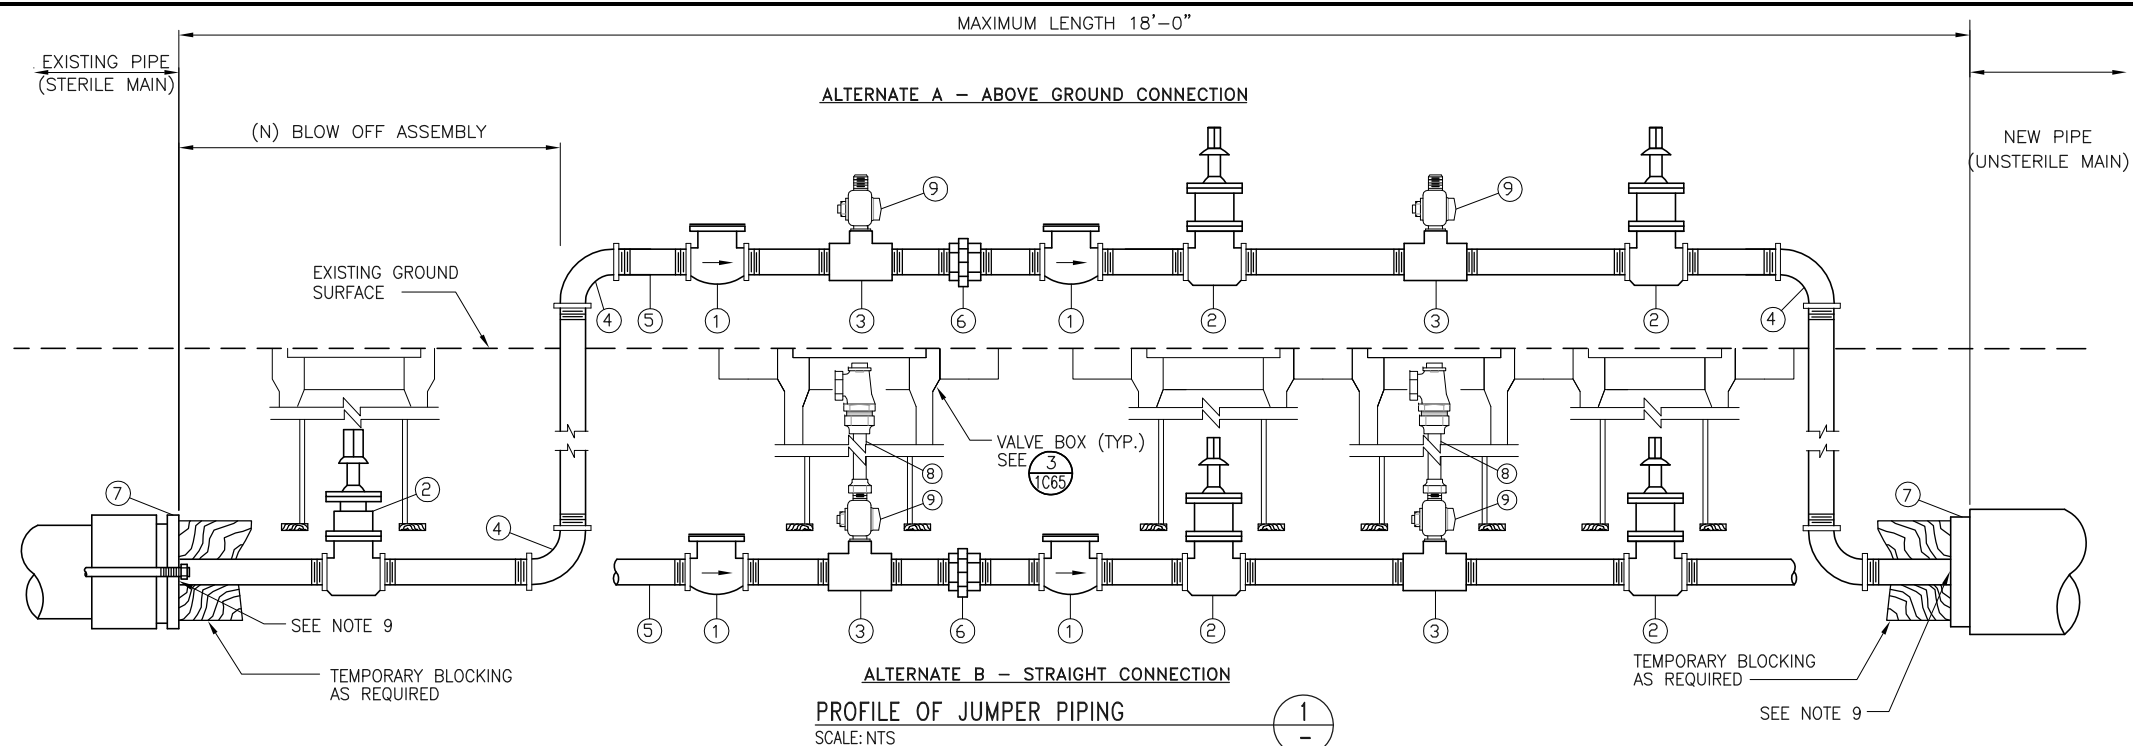 MAXIMUM LENGTH 18'-0"
EXISTING PIPE
(STERILE MAIN)
ALTERNATE A - ABOVE GROUND CONNECTION
(N) BLOW OFF ASSEMBLY
NEW PIPE
(UNSTERILE MAIN)
9
9
EXISTING GROUND
SURFACE
4
5
1
3
6
1
2
3
2
4
VALVE BOX (TYP.)
SEE
3
1C65
8
8
7
2
9
9
7
4
5
1
3
6
1
2
3
2
SEE NOTE 9
TEMPORARY BLOCKING
AS REQUIRED
ALTERNATE B - STRAIGHT CONNECTION
TEMPORARY BLOCKING
AS REQUIRED
SEE NOTE 9
PROFILE OF JUMPER PIPING
1
-
SCALE: NTS